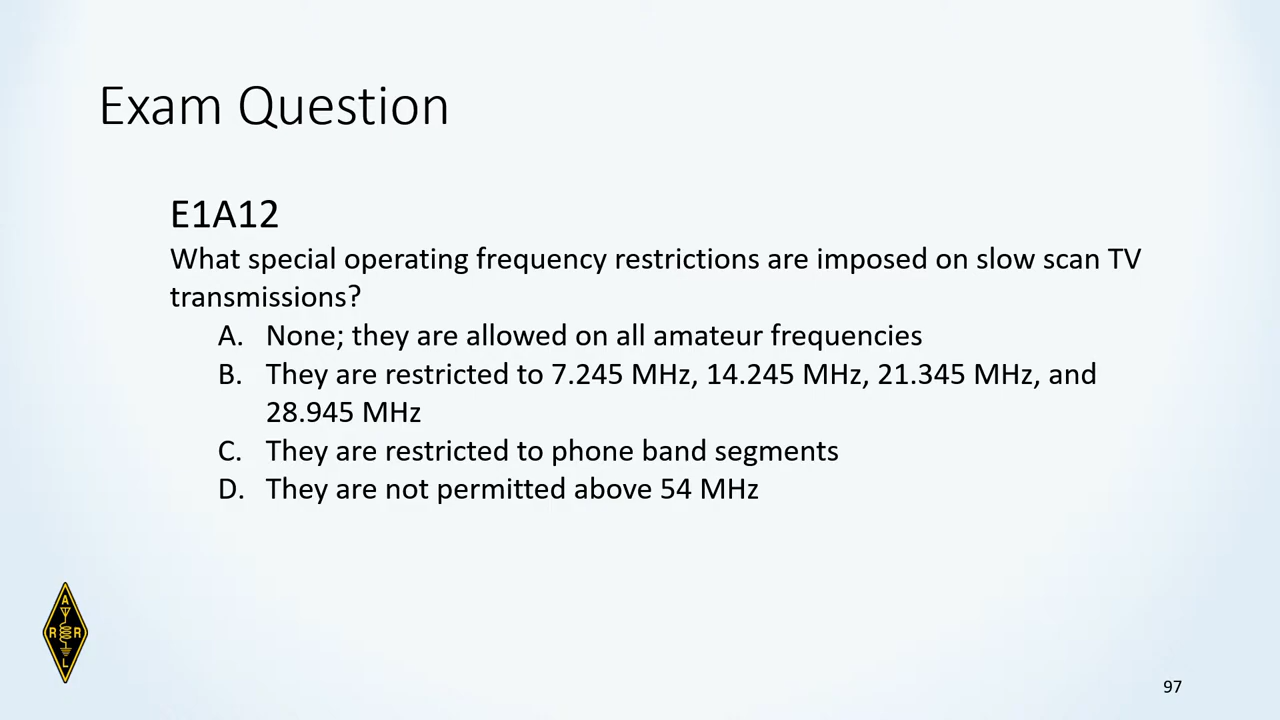 Exam Question
E1A12
What special operating frequency restrictions are imposed on slow scan TV
transmissions?
A. None; they are allowed on all amateur frequencies
B. They are restricted to 7.245 MHz, 14.245 MHz, 21.345 MHz, and
28.945 MHz
C. They are restricted to phone band segments
D. They are not permitted above 54 MHz
A
R R
L
97